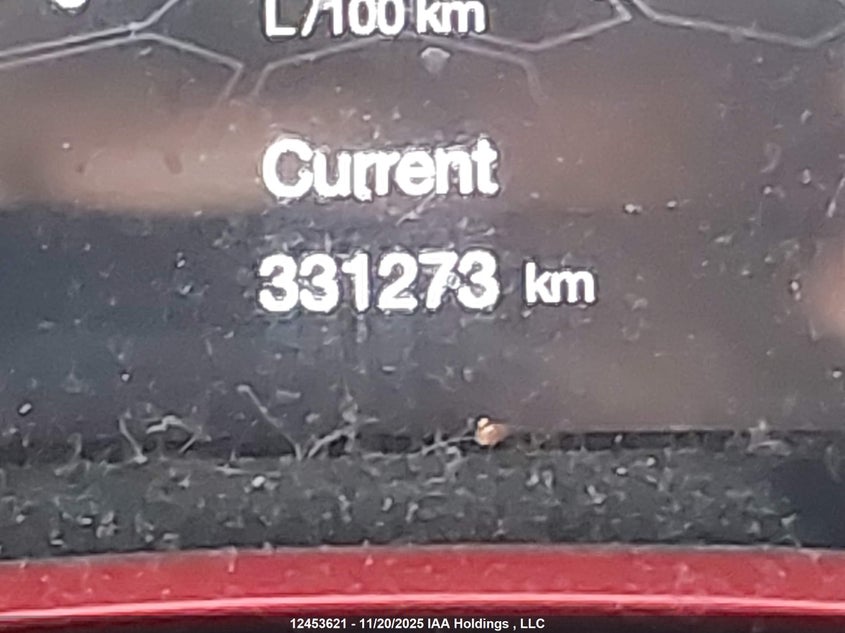 L/100 km
Current
331273 km
12453621 - 11/20/2025 IAA Holdings , LLC